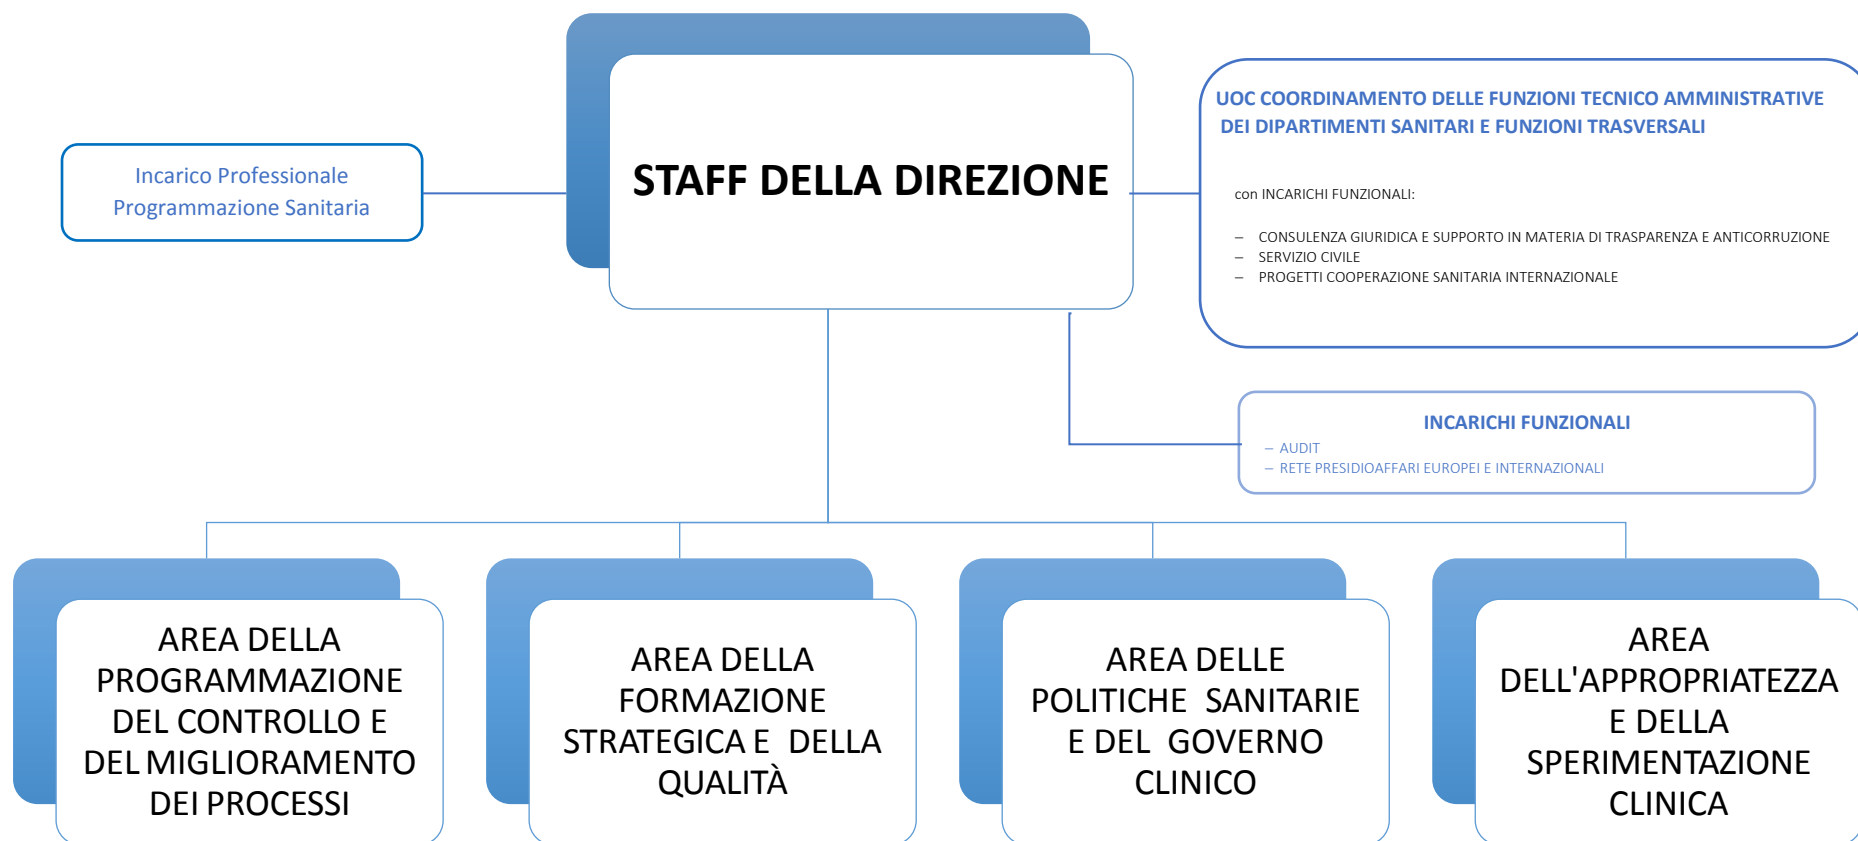 STAFF DELLA DIREZIONE
Incarico Professionale
Programmazione Sanitaria
UOC COORDINAMENTO DELLE FUNZIONI TECNICO AMMINISTRATIVE
DEI DIPARTIMENTI SANITARI E FUNZIONI TRASVERSALI
con INCARICHI FUNZIONALI:
– CONSULENZA GIURIDICA E SUPPORTO IN MATERIA DI TRASPARENZA E ANTICORRUZIONE
– SERVIZIO CIVILE
– PROGETTI COOPERAZIONE SANITARIA INTERNAZIONALE
INCARICHI FUNZIONALI
– AUDIT
– RETE PRESIDIOAFFARI EUROPEI E INTERNAZIONALI
AREA DELLA
PROGRAMMAZIONE
DEL CONTROLLO E
DEL MIGLIORAMENTO
DEI PROCESSI
AREA DELLA
FORMAZIONE
STRATEGICA E DELLA
QUALITÀ
AREA DELLE
POLITICHE SANITARIE
E DEL GOVERNO
CLINICO
AREA
DELL'APPROPRIATEZZA
E DELLA
SPERIMENTAZIONE
CLINICA